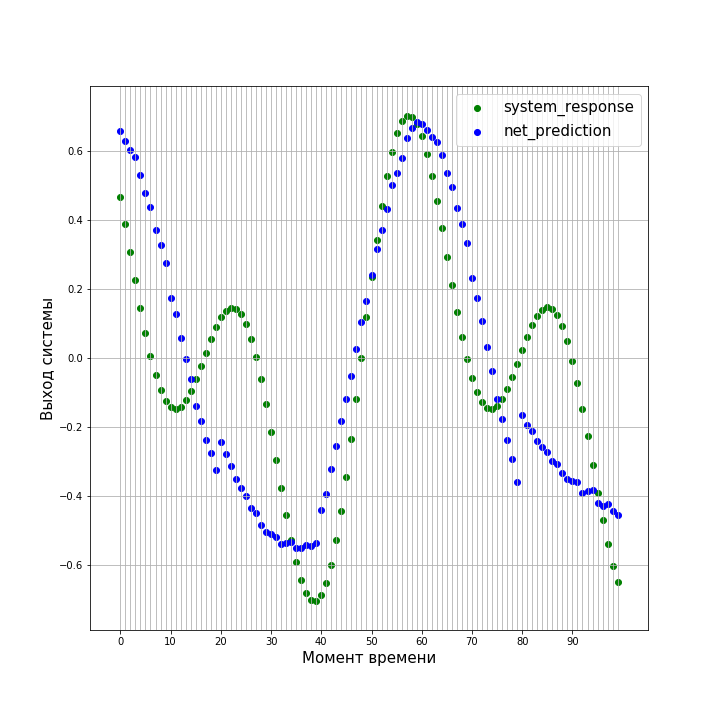 system_response
net_prediction
0.6
0.4
0.2
0.0
−0.2
−0.4
−0.6
Выход системы
0 10 20 30 40 50 60 70 80 90
Момент времени